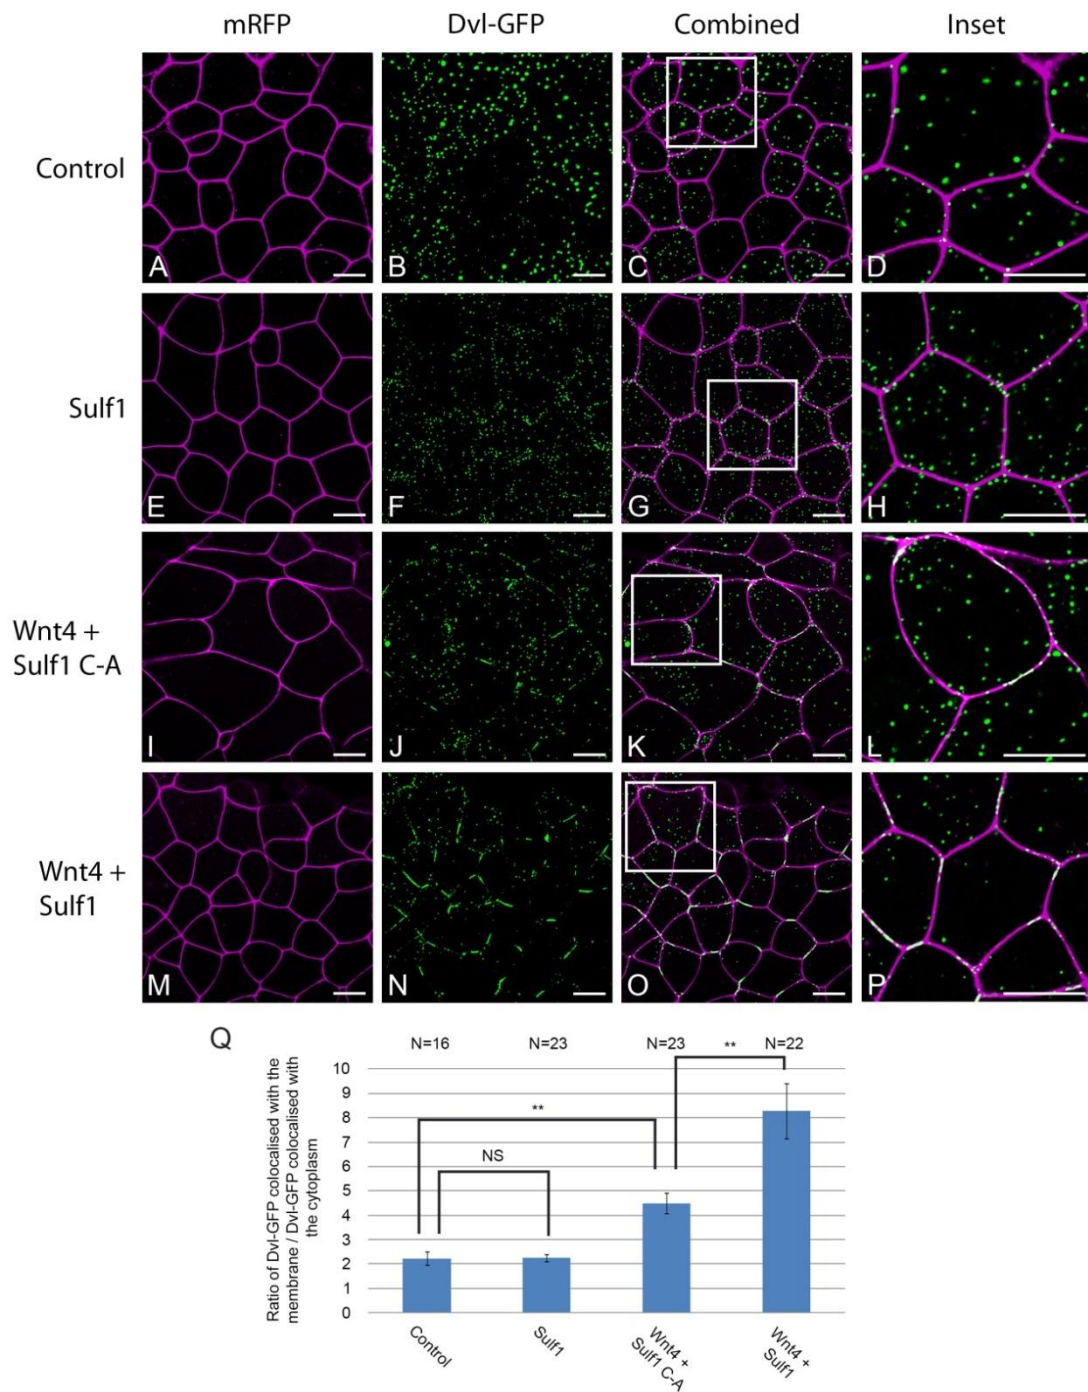 mRFP Dvl-GFP Combined Inset
Control
A B C D
Sulf1
E F G H
Wnt4 +
Sulf1 C-A
I J K L
Wnt4 +
Sulf1
M N O P
Q
N=16 N=23 N=23 ** N=22
**
NS
Ratio of Dvl-GFP colocalised with the
membrane / Dvl-GFP colocalised with
the cytoplasm
10
9
8
7
6
5
4
3
2
1
0
Control
Sulf1
Wnt4 +
Sulf1 C-A
Wnt4 +
Sulf1